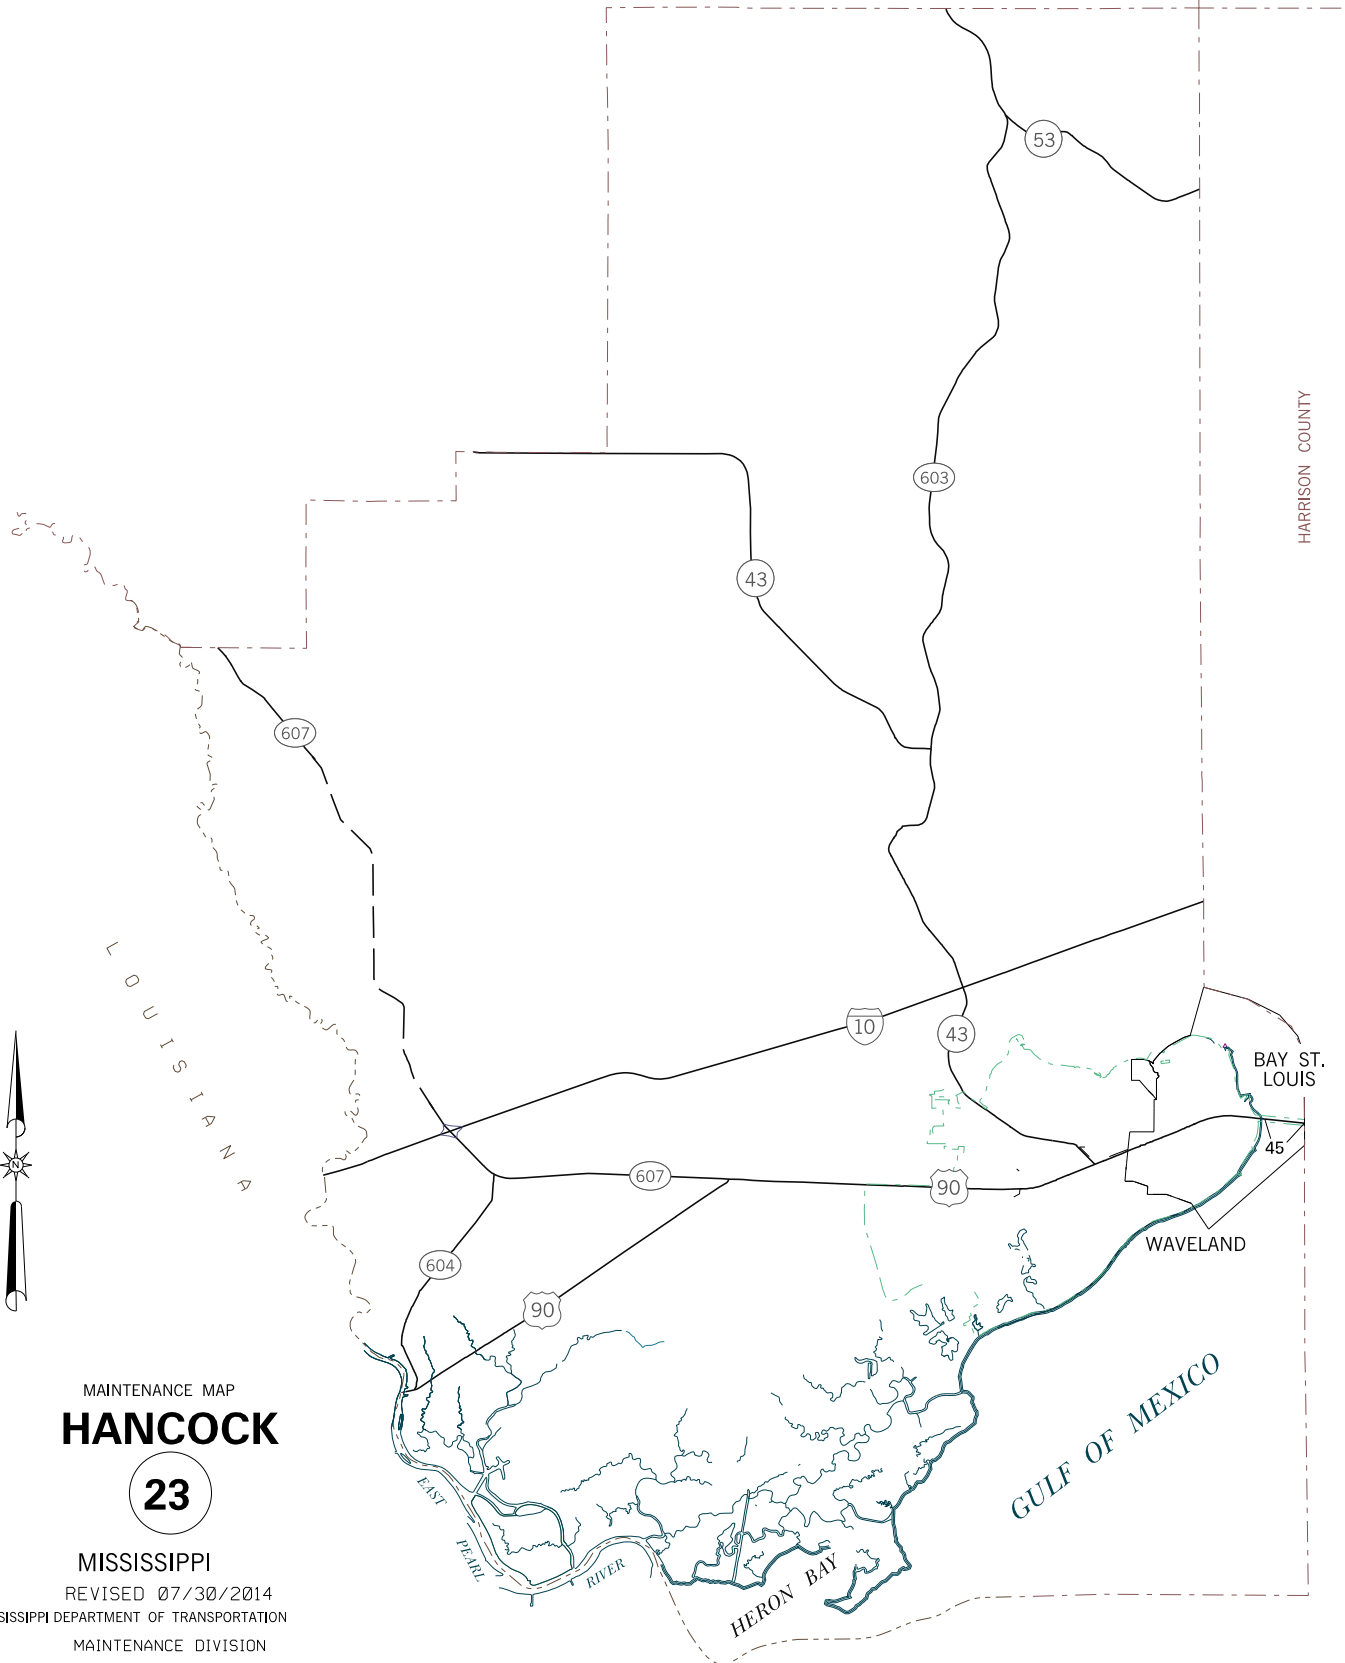 53
HARRISON COUNTY
603
43
607
LOUISIANA
10
43
BAY ST.
LOUIS
45
607
90
WAVELAND
604
90
GULF OF MEXICO
EAST
PEARL
RIVER
HERON BAY
N
MAINTENANCE MAP
HANCOCK
23
MISSISSIPPI
REVISED 07/30/2014
SISSIPPI DEPARTMENT OF TRANSPORTATION
MAINTENANCE DIVISION